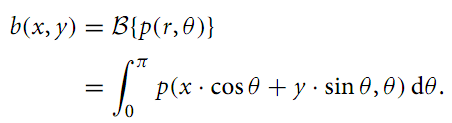 b(x, y) = ℬ{p(r, θ)}
= ∫₀^π p(x · cos θ + y · sin θ, θ) dθ.